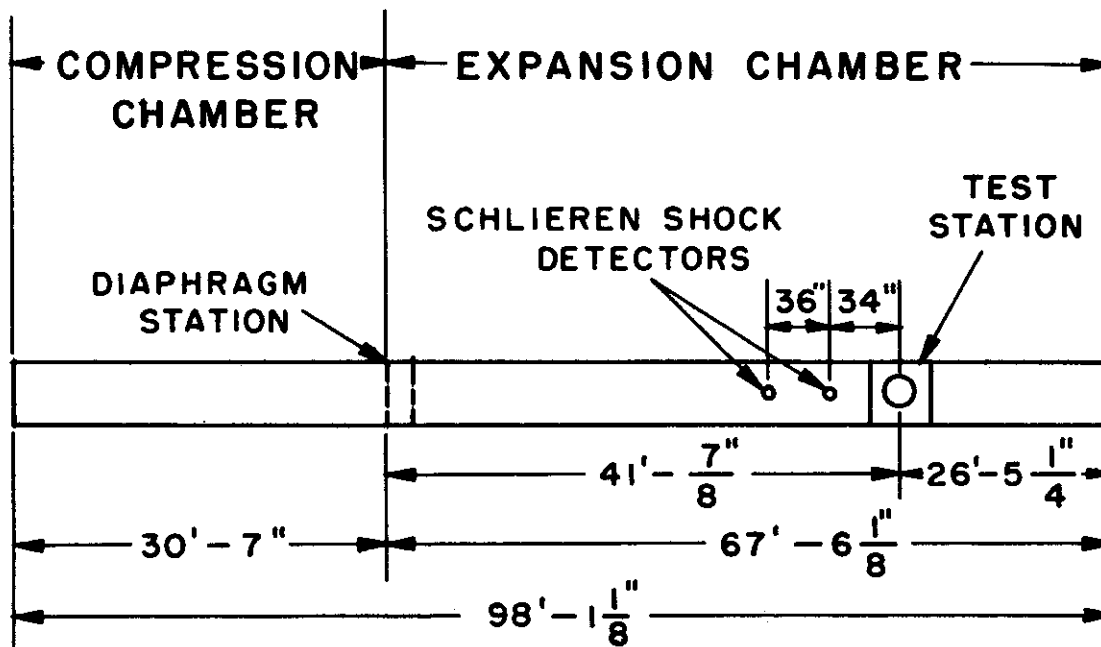 COMPRESSION CHAMBER
EXPANSION CHAMBER
TEST STATION
SCHLIEREN SHOCK DETECTORS
DIAPHRAGM STATION
36"
34"
41'-7/8"
26'-5 1/4"
30'-7"
67'-6 1/8"
98'-1 1/8"